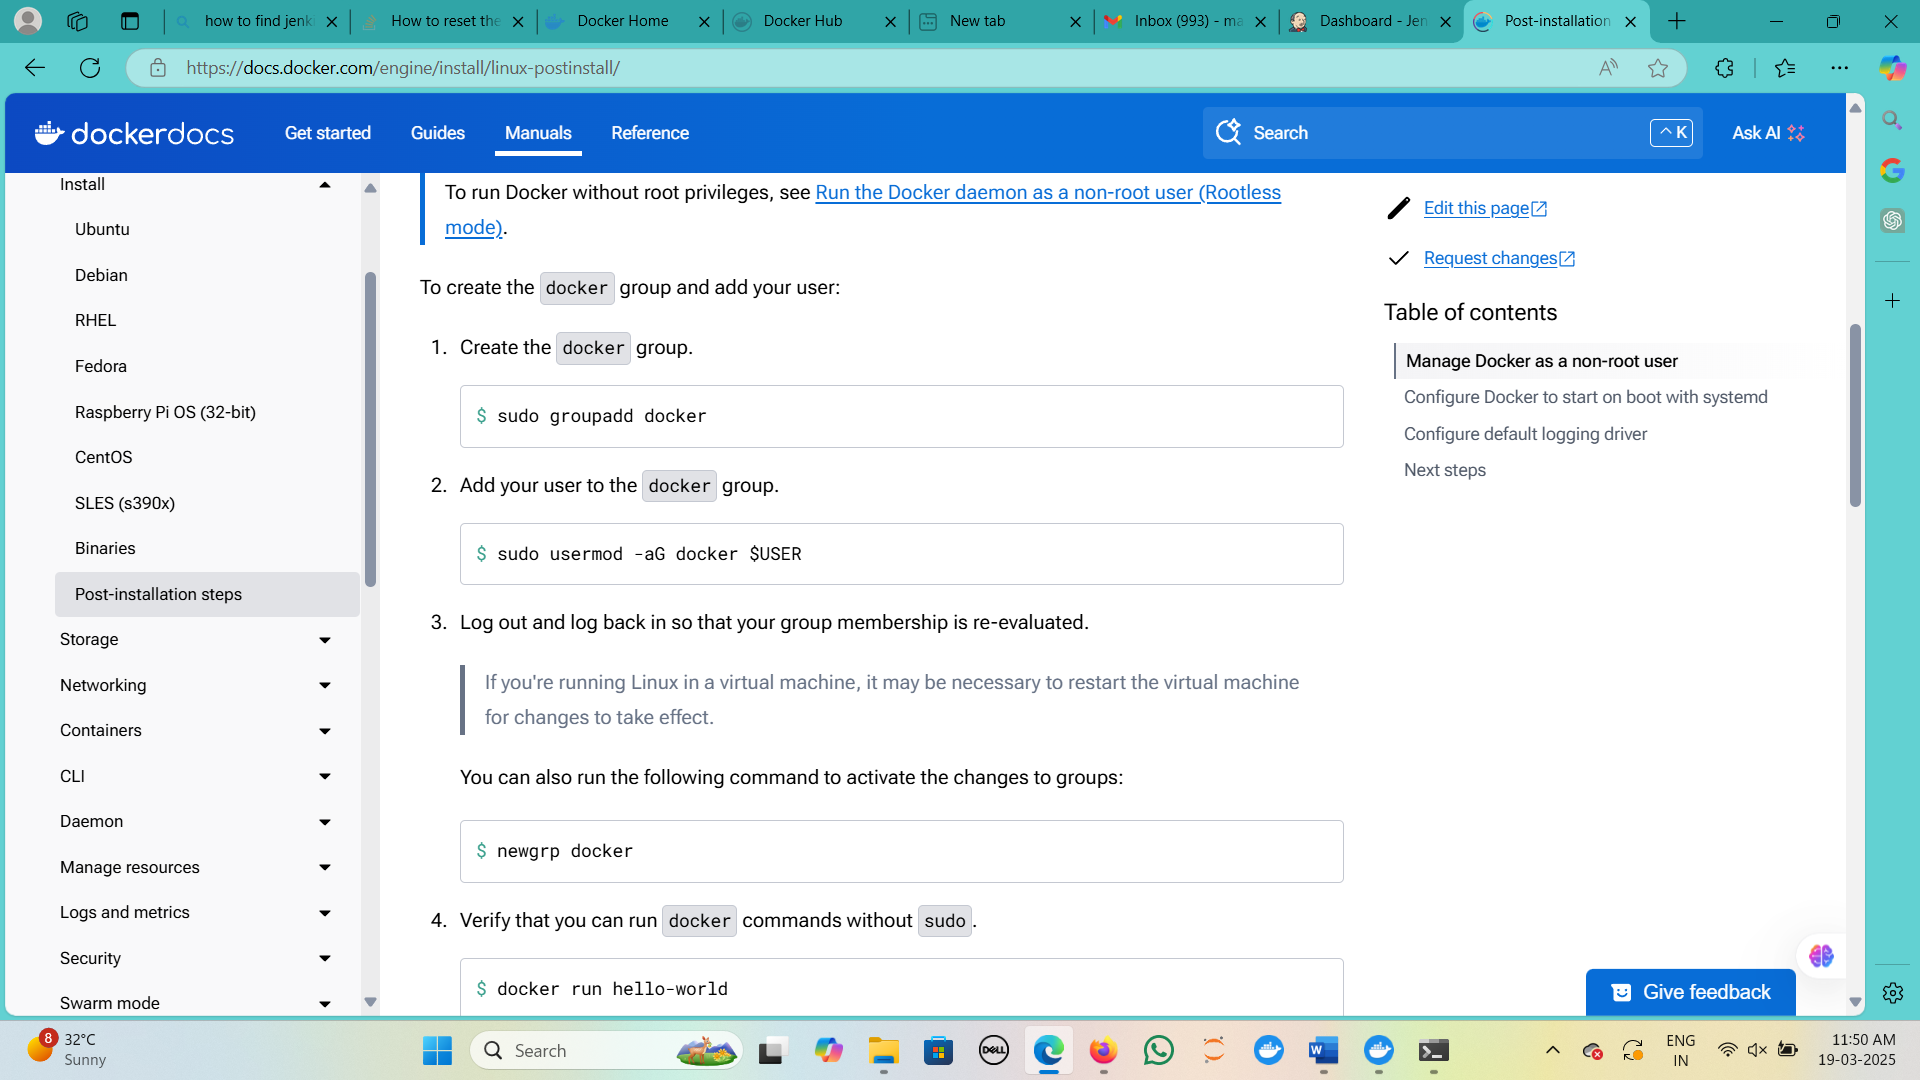 how to find jenk
How to reset the
Docker Home
Docker Hub
New tab
Inbox (993) - ma
Dashboard - Jen
Post-installation
https://docs.docker.com/engine/install/linux-postinstall/
dockerdocs
Get started
Guides
Manuals
Reference
Search
^ K
Ask AI
Install
Ubuntu
Debian
RHEL
Fedora
Raspberry Pi OS (32-bit)
CentOS
SLES (s390x)
Binaries
Post-installation steps
Storage
Networking
Containers
CLI
Daemon
Manage resources
Logs and metrics
Security
Swarm mode
To run Docker without root privileges, see Run the Docker daemon as a non-root user (Rootless
mode).
To create the docker group and add your user:
1. Create the docker group.
$ sudo groupadd docker
2. Add your user to the docker group.
$ sudo usermod -aG docker $USER
3. Log out and log back in so that your group membership is re-evaluated.
If you're running Linux in a virtual machine, it may be necessary to restart the virtual machine
for changes to take effect.
You can also run the following command to activate the changes to groups:
$ newgrp docker
4. Verify that you can run docker commands without sudo.
$ docker run hello-world
Edit this page
Request changes
Table of contents
Manage Docker as a non-root user
Configure Docker to start on boot with systemd
Configure default logging driver
Next steps
Give feedback
8
32°C
Sunny
Search
DELL
W
ENG
IN
11:50 AM
19-03-2025